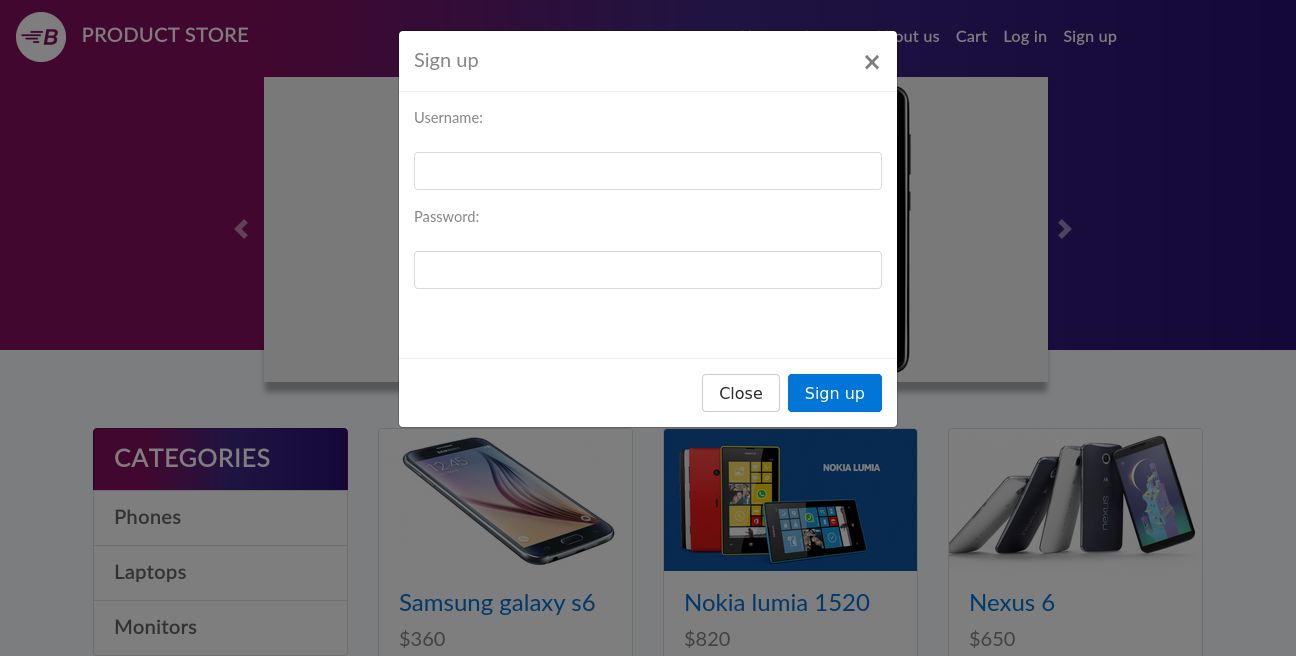 PRODUCT STORE
out us
Cart
Log in
Sign up
Sign up
×
Username:
Password:
Close
Sign up
CATEGORIES
Phones
Laptops
Monitors
12:45
NOKIA LUMIA
nexus
Samsung galaxy s6
$360
Nokia lumia 1520
$820
Nexus 6
$650